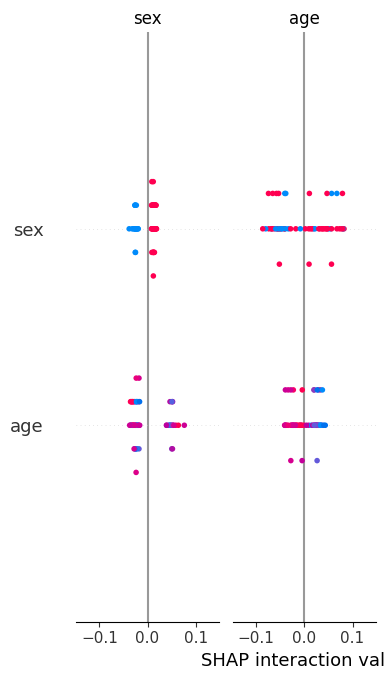 sex age
sex
age
−0.1 0.0 0.1 −0.1 0.0 0.1
SHAP interaction val